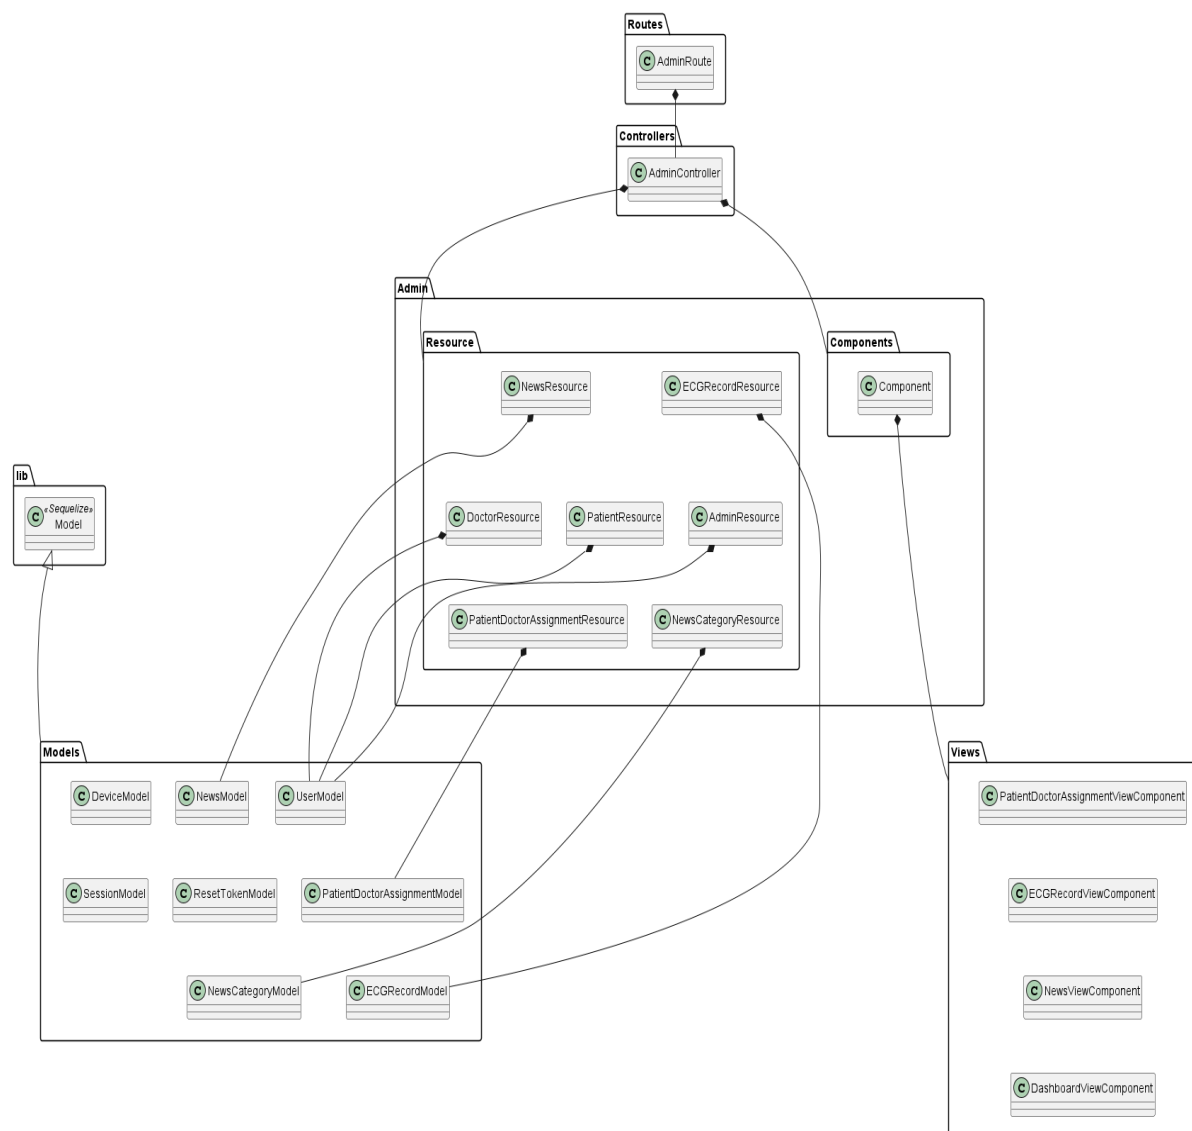 Routes
C AdminRoute
Controllers
C AdminController
Admin
Resource
Components
C NewsResource
C ECGRecordResource
C Component
lib
C «Sequelize»
Model
C DoctorResource
C PatientResource
C AdminResource
C PatientDoctorAssignmentResource
C NewsCategoryResource
Models
Views
C DeviceModel
C NewsModel
C UserModel
C PatientDoctorAssignmentViewComponent
C SessionModel
C ResetTokenModel
C PatientDoctorAssignmentModel
C ECGRecordViewComponent
C NewsCategoryModel
C ECGRecordModel
C NewsViewComponent
C DashboardViewComponent